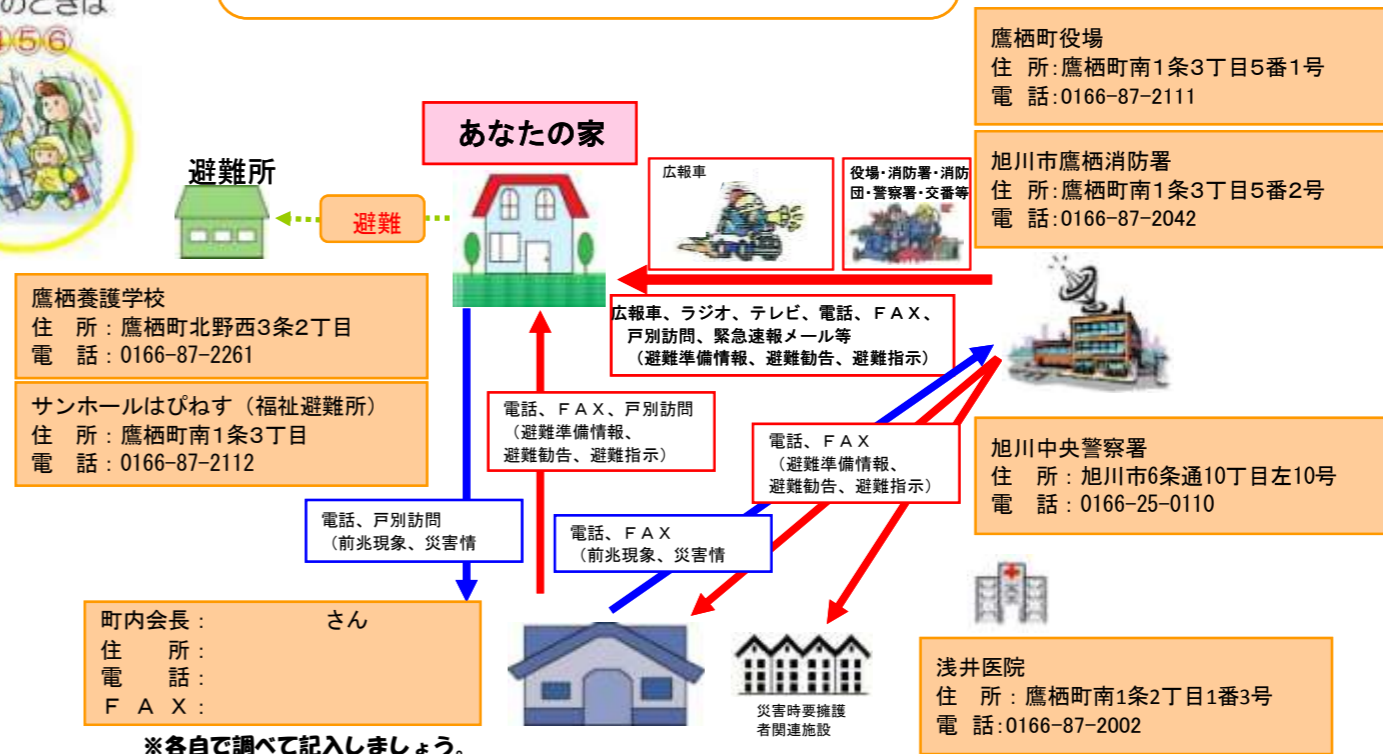 のときは
④⑤⑥
鷹栖町役場
住 所:鷹栖町南1条3丁目5番1号
電 話:0166-87-2111
あなたの家
旭川市鷹栖消防署
住 所:鷹栖町南1条3丁目5番2号
電 話:0166-87-2042
広報車
役場・消防署・消防
団・警察署・交番等
避難所
避難
鷹栖養護学校
住 所：鷹栖町北野西3条2丁目
電 話：0166-87-2261
広報車、ラジオ、テレビ、電話、ＦＡＸ、
戸別訪問、緊急速報メール等
（避難準備情報、避難勧告、避難指示）
サンホールはぴねす（福祉避難所）
住 所：鷹栖町南1条3丁目
電 話：0166-87-2112
電話、ＦＡＸ、戸別訪問
（避難準備情報、
避難勧告、避難指示）
電話、ＦＡＸ
（避難準備情報、
避難勧告、避難指示）
旭川中央警察署
住 所：旭川市6条通10丁目左10号
電 話：0166-25-0110
電話、戸別訪問
（前兆現象、災害情
電話、ＦＡＸ
（前兆現象、災害情
町内会長： さん
住 所：
電 話：
ＦＡＸ：
災害時要擁護
者関連施設
浅井医院
住 所：鷹栖町南1条2丁目1番3号
電 話:0166-87-2002
※各自で調べて記入しましょう。